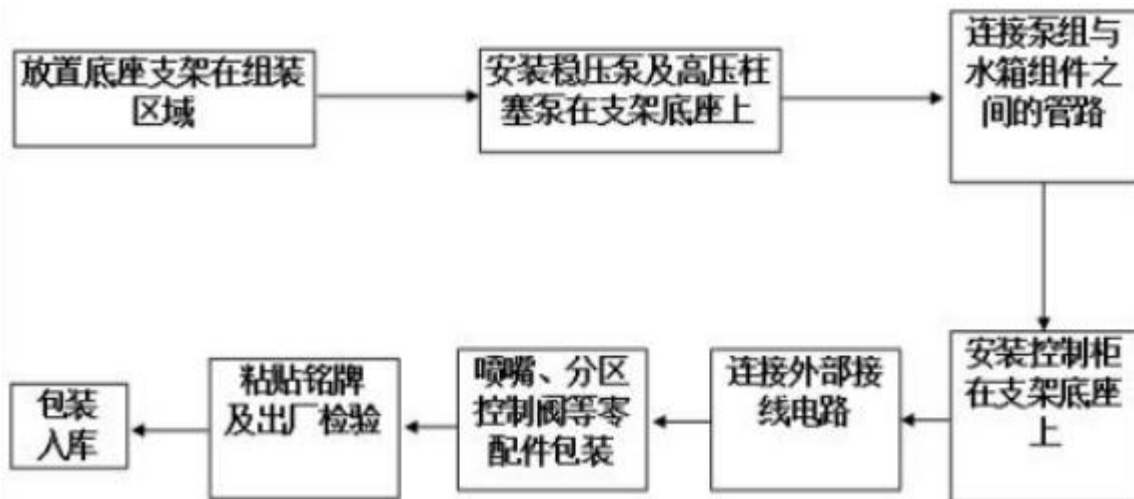 放置底座支架在组装
区域
安装稳压泵及高压柱
塞泵在支架底座上
连接泵组与
水箱组件之
间的管路
安装控制柜
在支架底座
上
连接外部接
线电路
喷嘴、分区
控制阀等零
配件包装
粘贴铭牌
及出厂检验
包装
入库